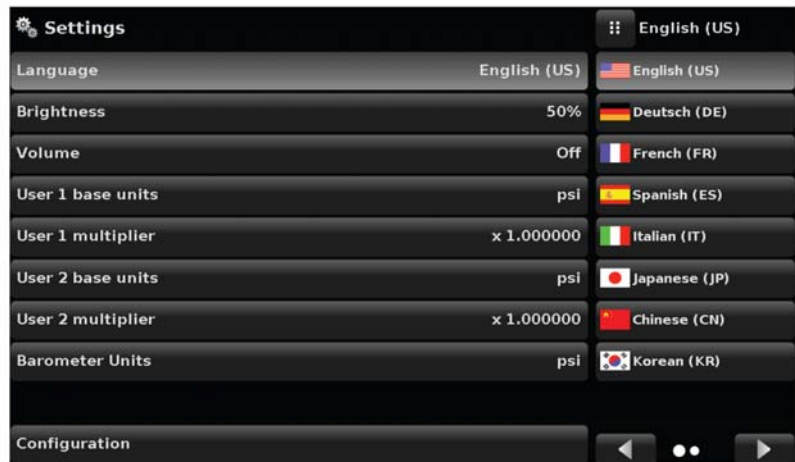 Settings
English (US)
Language English (US)
English (US)
Brightness 50%
Deutsch (DE)
Volume Off
French (FR)
User 1 base units psi
Spanish (ES)
User 1 multiplier x 1.000000
Italian (IT)
User 2 base units psi
Japanese (JP)
User 2 multiplier x 1.000000
Chinese (CN)
Barometer Units psi
Korean (KR)
Configuration